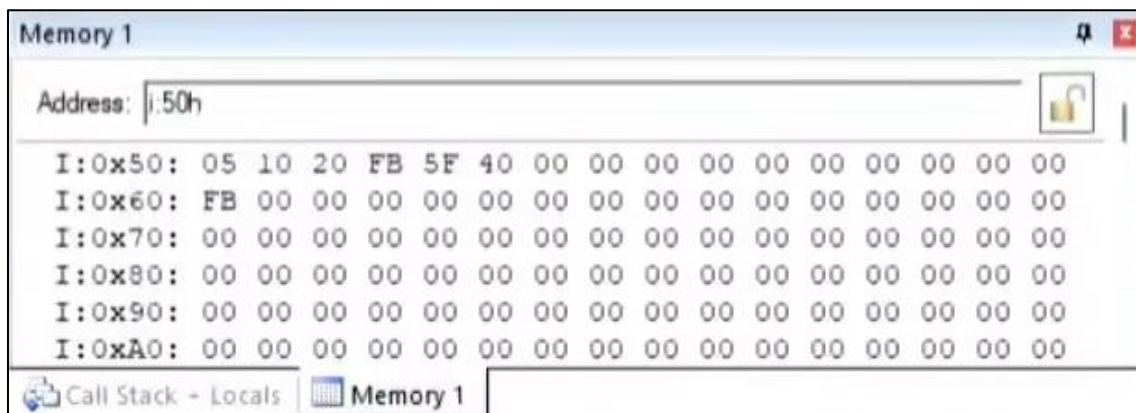 Memory 1
Address: i:50h
I:0x50: 05 10 20 FB 5F 40 00 00 00 00 00 00 00 00 00 00
I:0x60: FB 00 00 00 00 00 00 00 00 00 00 00 00 00 00 00
I:0x70: 00 00 00 00 00 00 00 00 00 00 00 00 00 00 00 00
I:0x80: 00 00 00 00 00 00 00 00 00 00 00 00 00 00 00 00
I:0x90: 00 00 00 00 00 00 00 00 00 00 00 00 00 00 00 00
I:0xA0: 00 00 00 00 00 00 00 00 00 00 00 00 00 00 00 00
Call Stack + Locals Memory 1